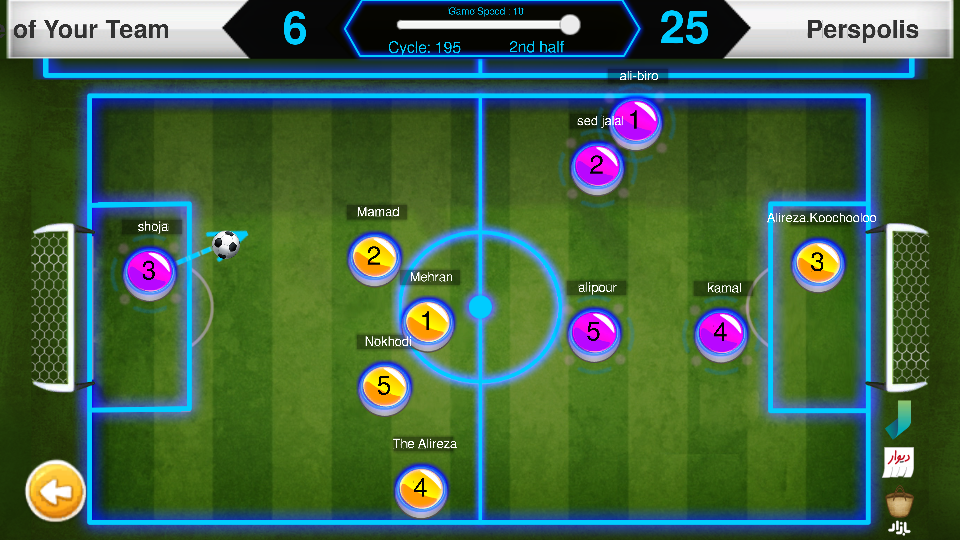 of Your Team
6
Game Speed : 10
Cycle: 195
2nd half
25
Perspolis
ali-biro
1
sed jalal
2
shoja
3
Mamad
2
Alireza.Koochooloo
3
Mehran
1
alipour
5
kamal
4
Nokhodi
5
The Alireza
4
دیوار
بازار